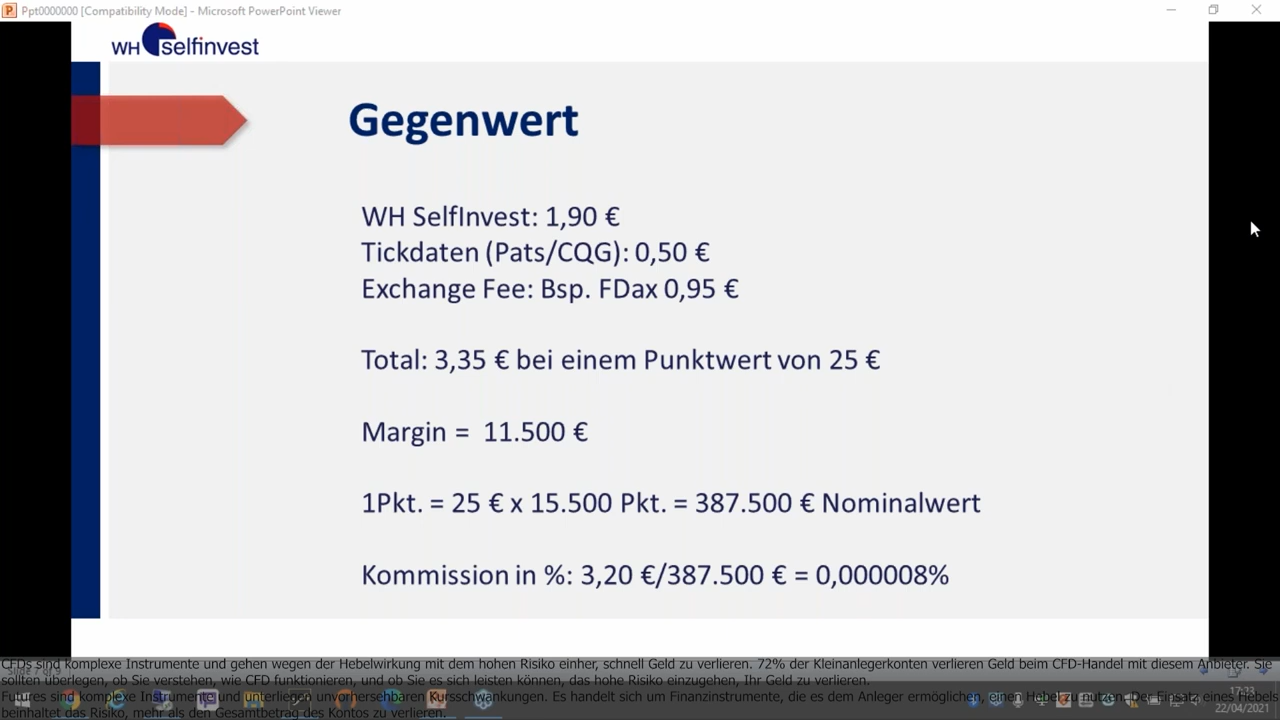 Ppt0000000 [Compatibility Mode] - Microsoft PowerPoint Viewer
WH selfinvest
Gegenwert
WH SelfInvest: 1,90 €
Tickdaten (Pats/CQG): 0,50 €
Exchange Fee: Bsp. FDax 0,95 €
Total: 3,35 € bei einem Punktwert von 25 €
Margin = 11.500 €
1Pkt. = 25 € x 15.500 Pkt. = 387.500 € Nominalwert
Kommission in %: 3,20 €/387.500 € = 0,000008%
CFDs sind komplexe Instrumente und gehen wegen der Hebelwirkung mit dem hohen Risiko einher, schnell Geld zu verlieren. 72% der Kleinanlegerkonten verlieren Geld beim CFD-Handel mit diesem Anbieter. Sie
sollten überlegen, ob Sie verstehen, wie CFD funktionieren, und ob Sie es sich leisten können, das hohe Risiko einzugehen, Ihr Geld zu verlieren.
Futures sind komplexe Instrumente und unterliegen unvorhersehbaren Kursschwankungen. Es handelt sich um Finanzinstrumente, die es dem Anleger ermöglichen, einen Hebel zu nutzen. Der Einsatz eines Hebels
beinhaltet das Risiko, mehr als den Gesamtbetrag des Kontos zu verlieren.
17:23
22/04/2021